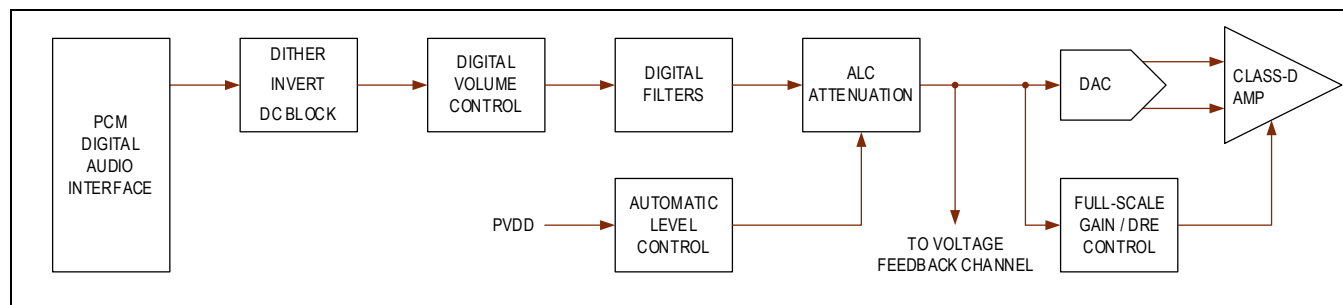 PCM
DIGITAL
AUDIO
INTERFACE
DITHER
INVERT
DC BLOCK
DIGITAL
VOLUME
CONTROL
DIGITAL
FILTERS
ALC
ATTENUATION
DAC
CLASS-D
AMP
PVDD
AUTOMATIC
LEVEL
CONTROL
TO VOLTAGE
FEEDBACK CHANNEL
FULL-SCALE
GAIN / DRE
CONTROL